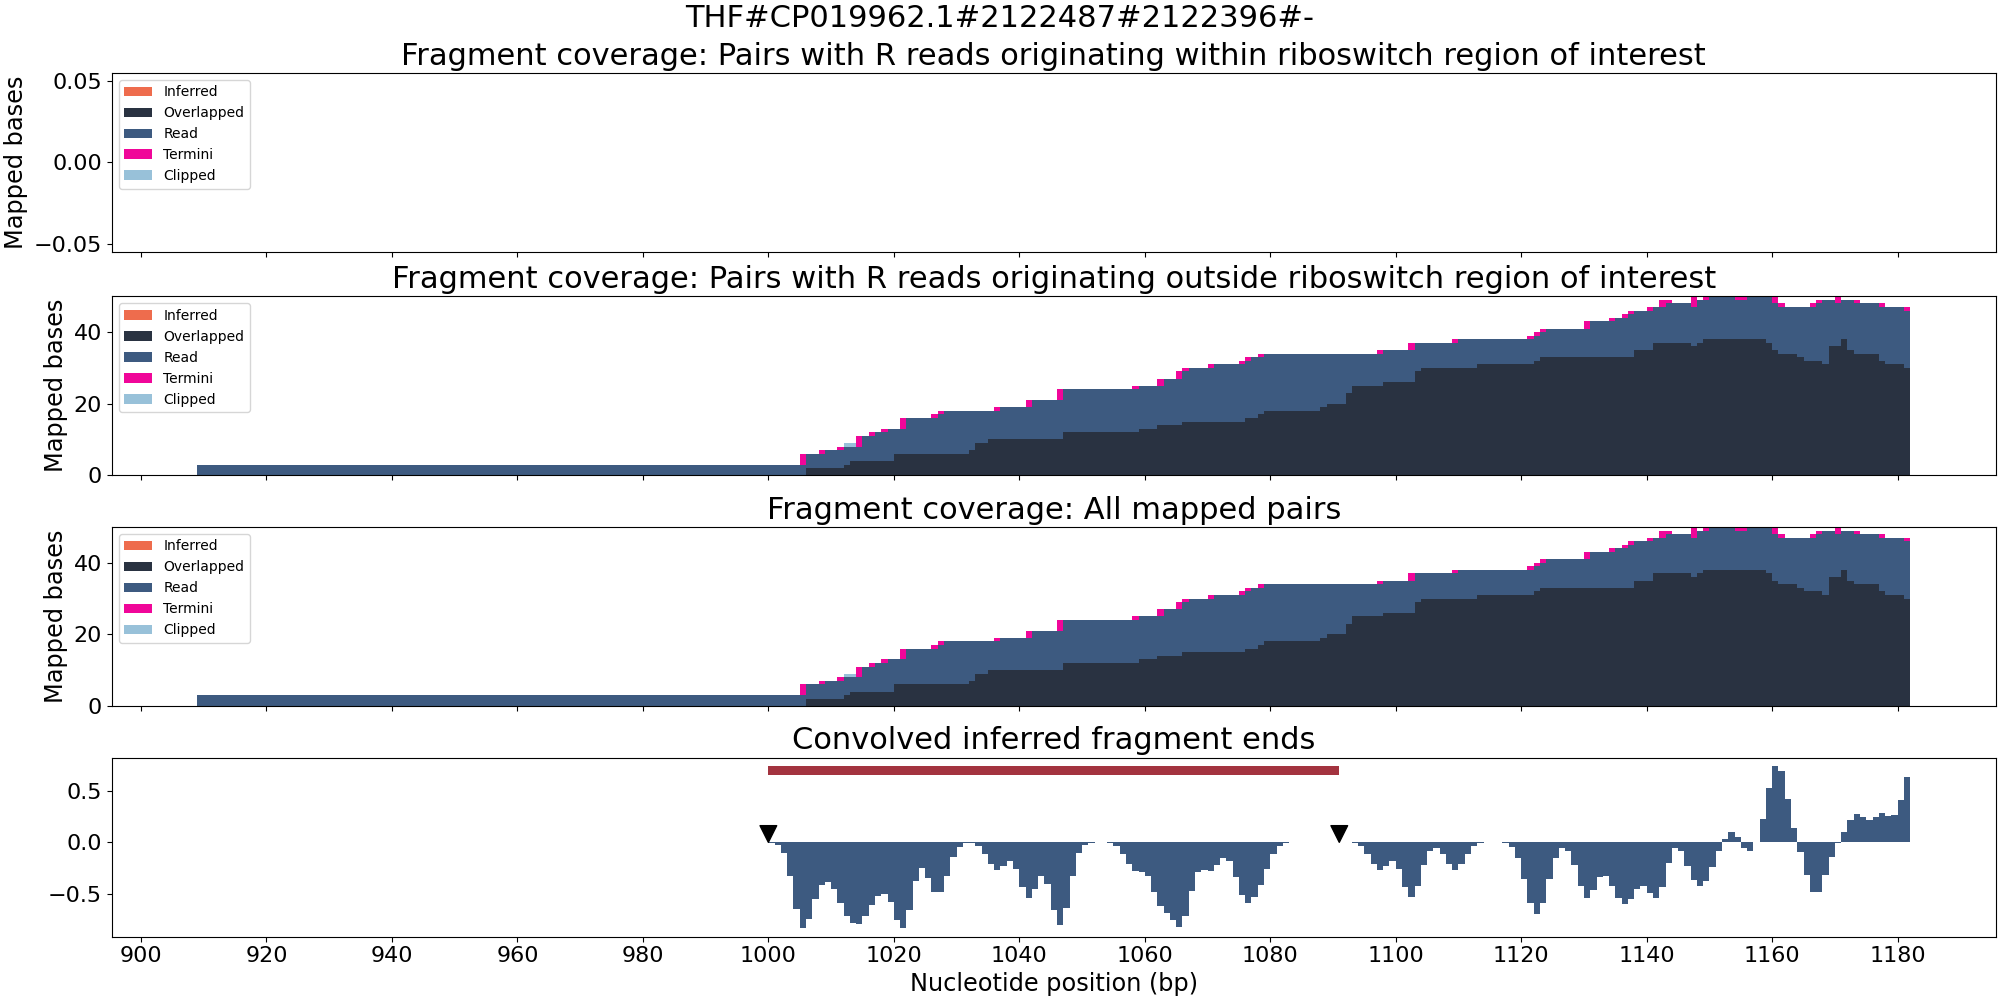 THF#CP019962.1#2122487#2122396#-
Fragment coverage: Pairs with R reads originating within riboswitch region of interest
Mapped bases
0.05
0.00
−0.05
Inferred
Overlapped
Read
Termini
Clipped
Fragment coverage: Pairs with R reads originating outside riboswitch region of interest
Mapped bases
40
20
0
Inferred
Overlapped
Read
Termini
Clipped
Fragment coverage: All mapped pairs
Mapped bases
40
20
0
Inferred
Overlapped
Read
Termini
Clipped
Convolved inferred fragment ends
0.5
0.0
−0.5
900 920 940 960 980 1000 1020 1040 1060 1080 1100 1120 1140 1160 1180
Nucleotide position (bp)